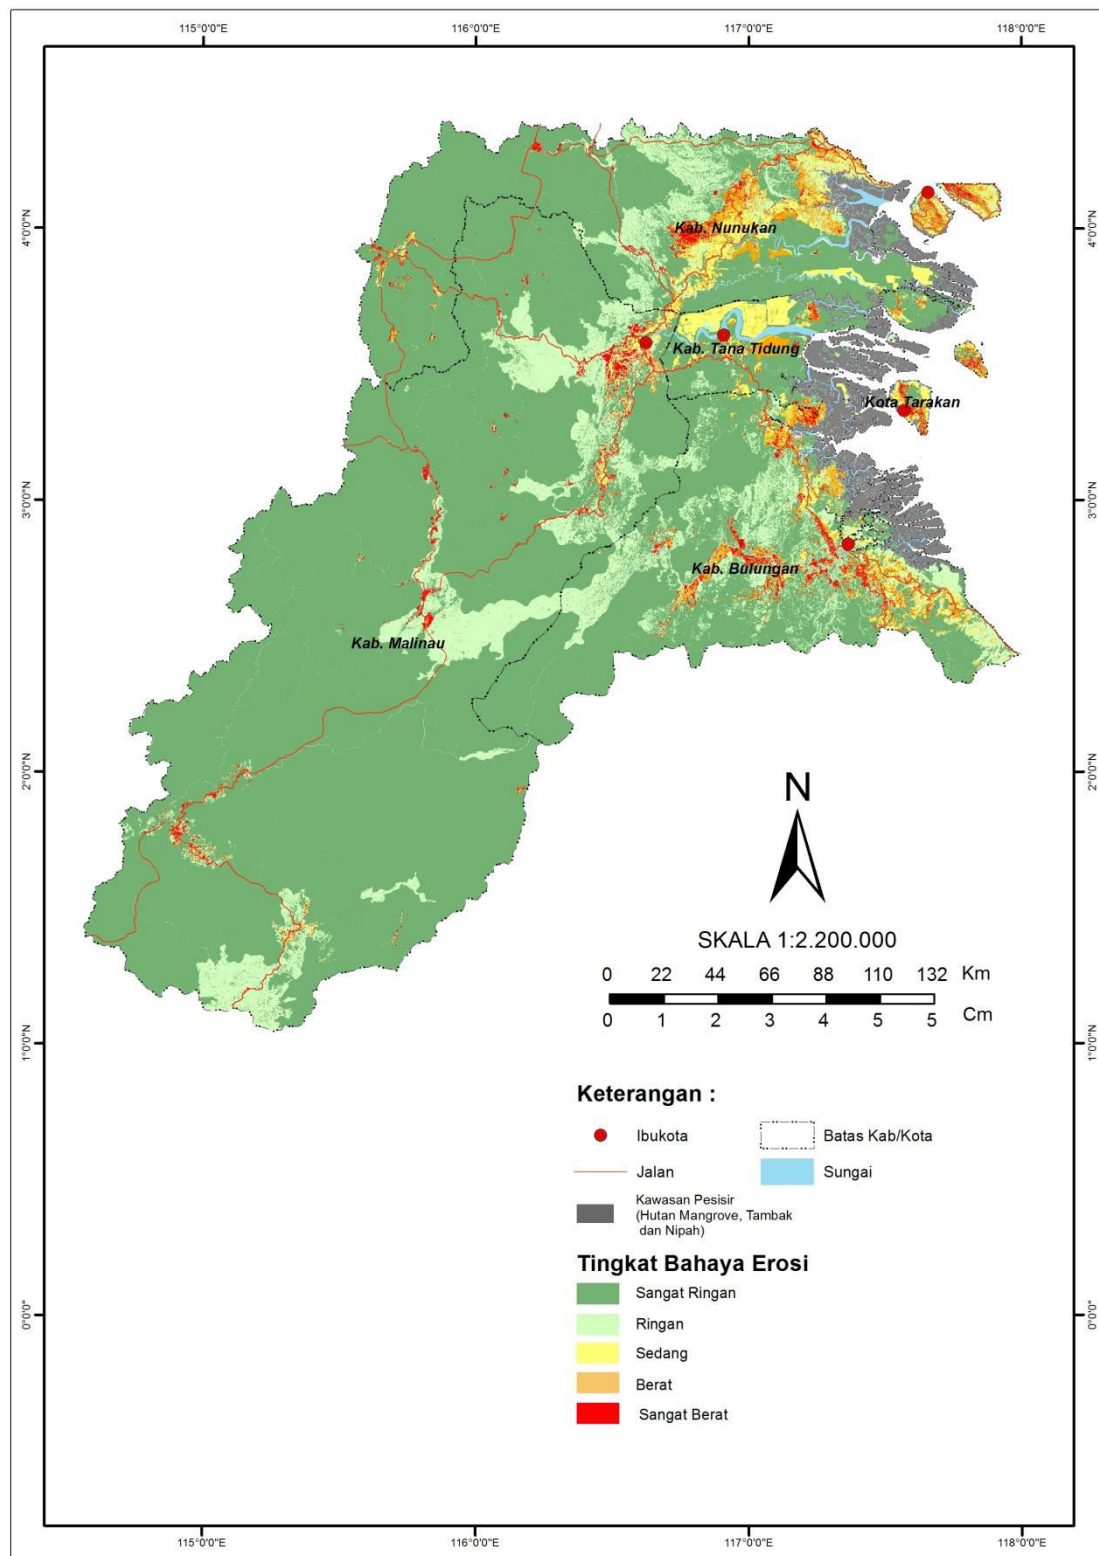 115°0'0"E 116°0'0"E 117°0'0"E 118°0'0"E
4°0'0"N 4°0'0"N
Kab. Nunukan
Kab. Tana Tidung
Kota Tarakan
3°0'0"N 3°0'0"N
Kab. Bulungan
Kab. Malinau
2°0'0"N 2°0'0"N
N
SKALA 1:2.200.000
0 22 44 66 88 110 132 Km
0 1 2 3 4 5 5 Cm
1°0'0"N 1°0'0"N
Keterangan :
Ibukota
Batas Kab/Kota
Jalan
Sungai
Kawasan Pesisir
(Hutan Mangrove, Tambak
dan Nipah)
Tingkat Bahaya Erosi
Sangat Ringan
0°0'0" 0°0'0"
Ringan
Sedang
Berat
Sangat Berat
115°0'0"E 116°0'0"E 117°0'0"E 118°0'0"E